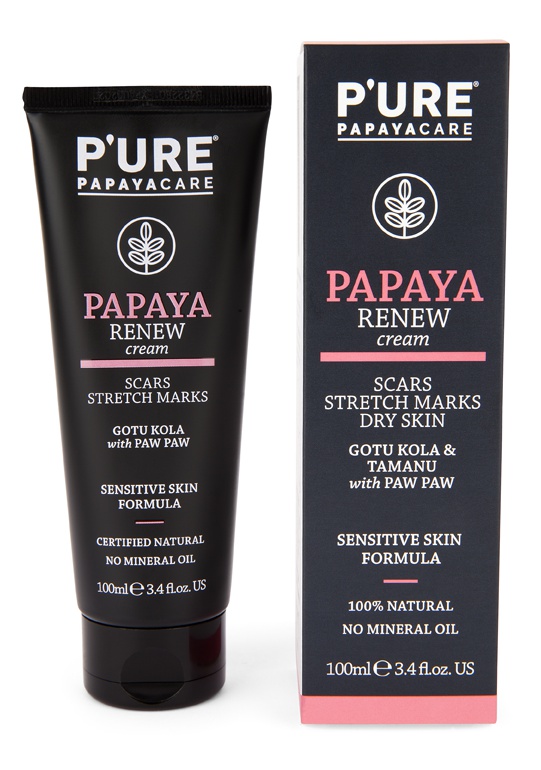 P'URE®
PAPAYACARE
PAPAYA
RENEW
cream
SCARS
STRETCH MARKS
GOTU KOLA
with PAW PAW
SENSITIVE SKIN
FORMULA
CERTIFIED NATURAL
NO MINERAL OIL
100ml℮3.4 fl.oz. US
P'URE®
PAPAYACARE
PAPAYA
RENEW
cream
SCARS
STRETCH MARKS
DRY SKIN
GOTU KOLA &
TAMANU
with PAW PAW
SENSITIVE SKIN
FORMULA
100% NATURAL
NO MINERAL OIL
100ml℮3.4 fl.oz. US